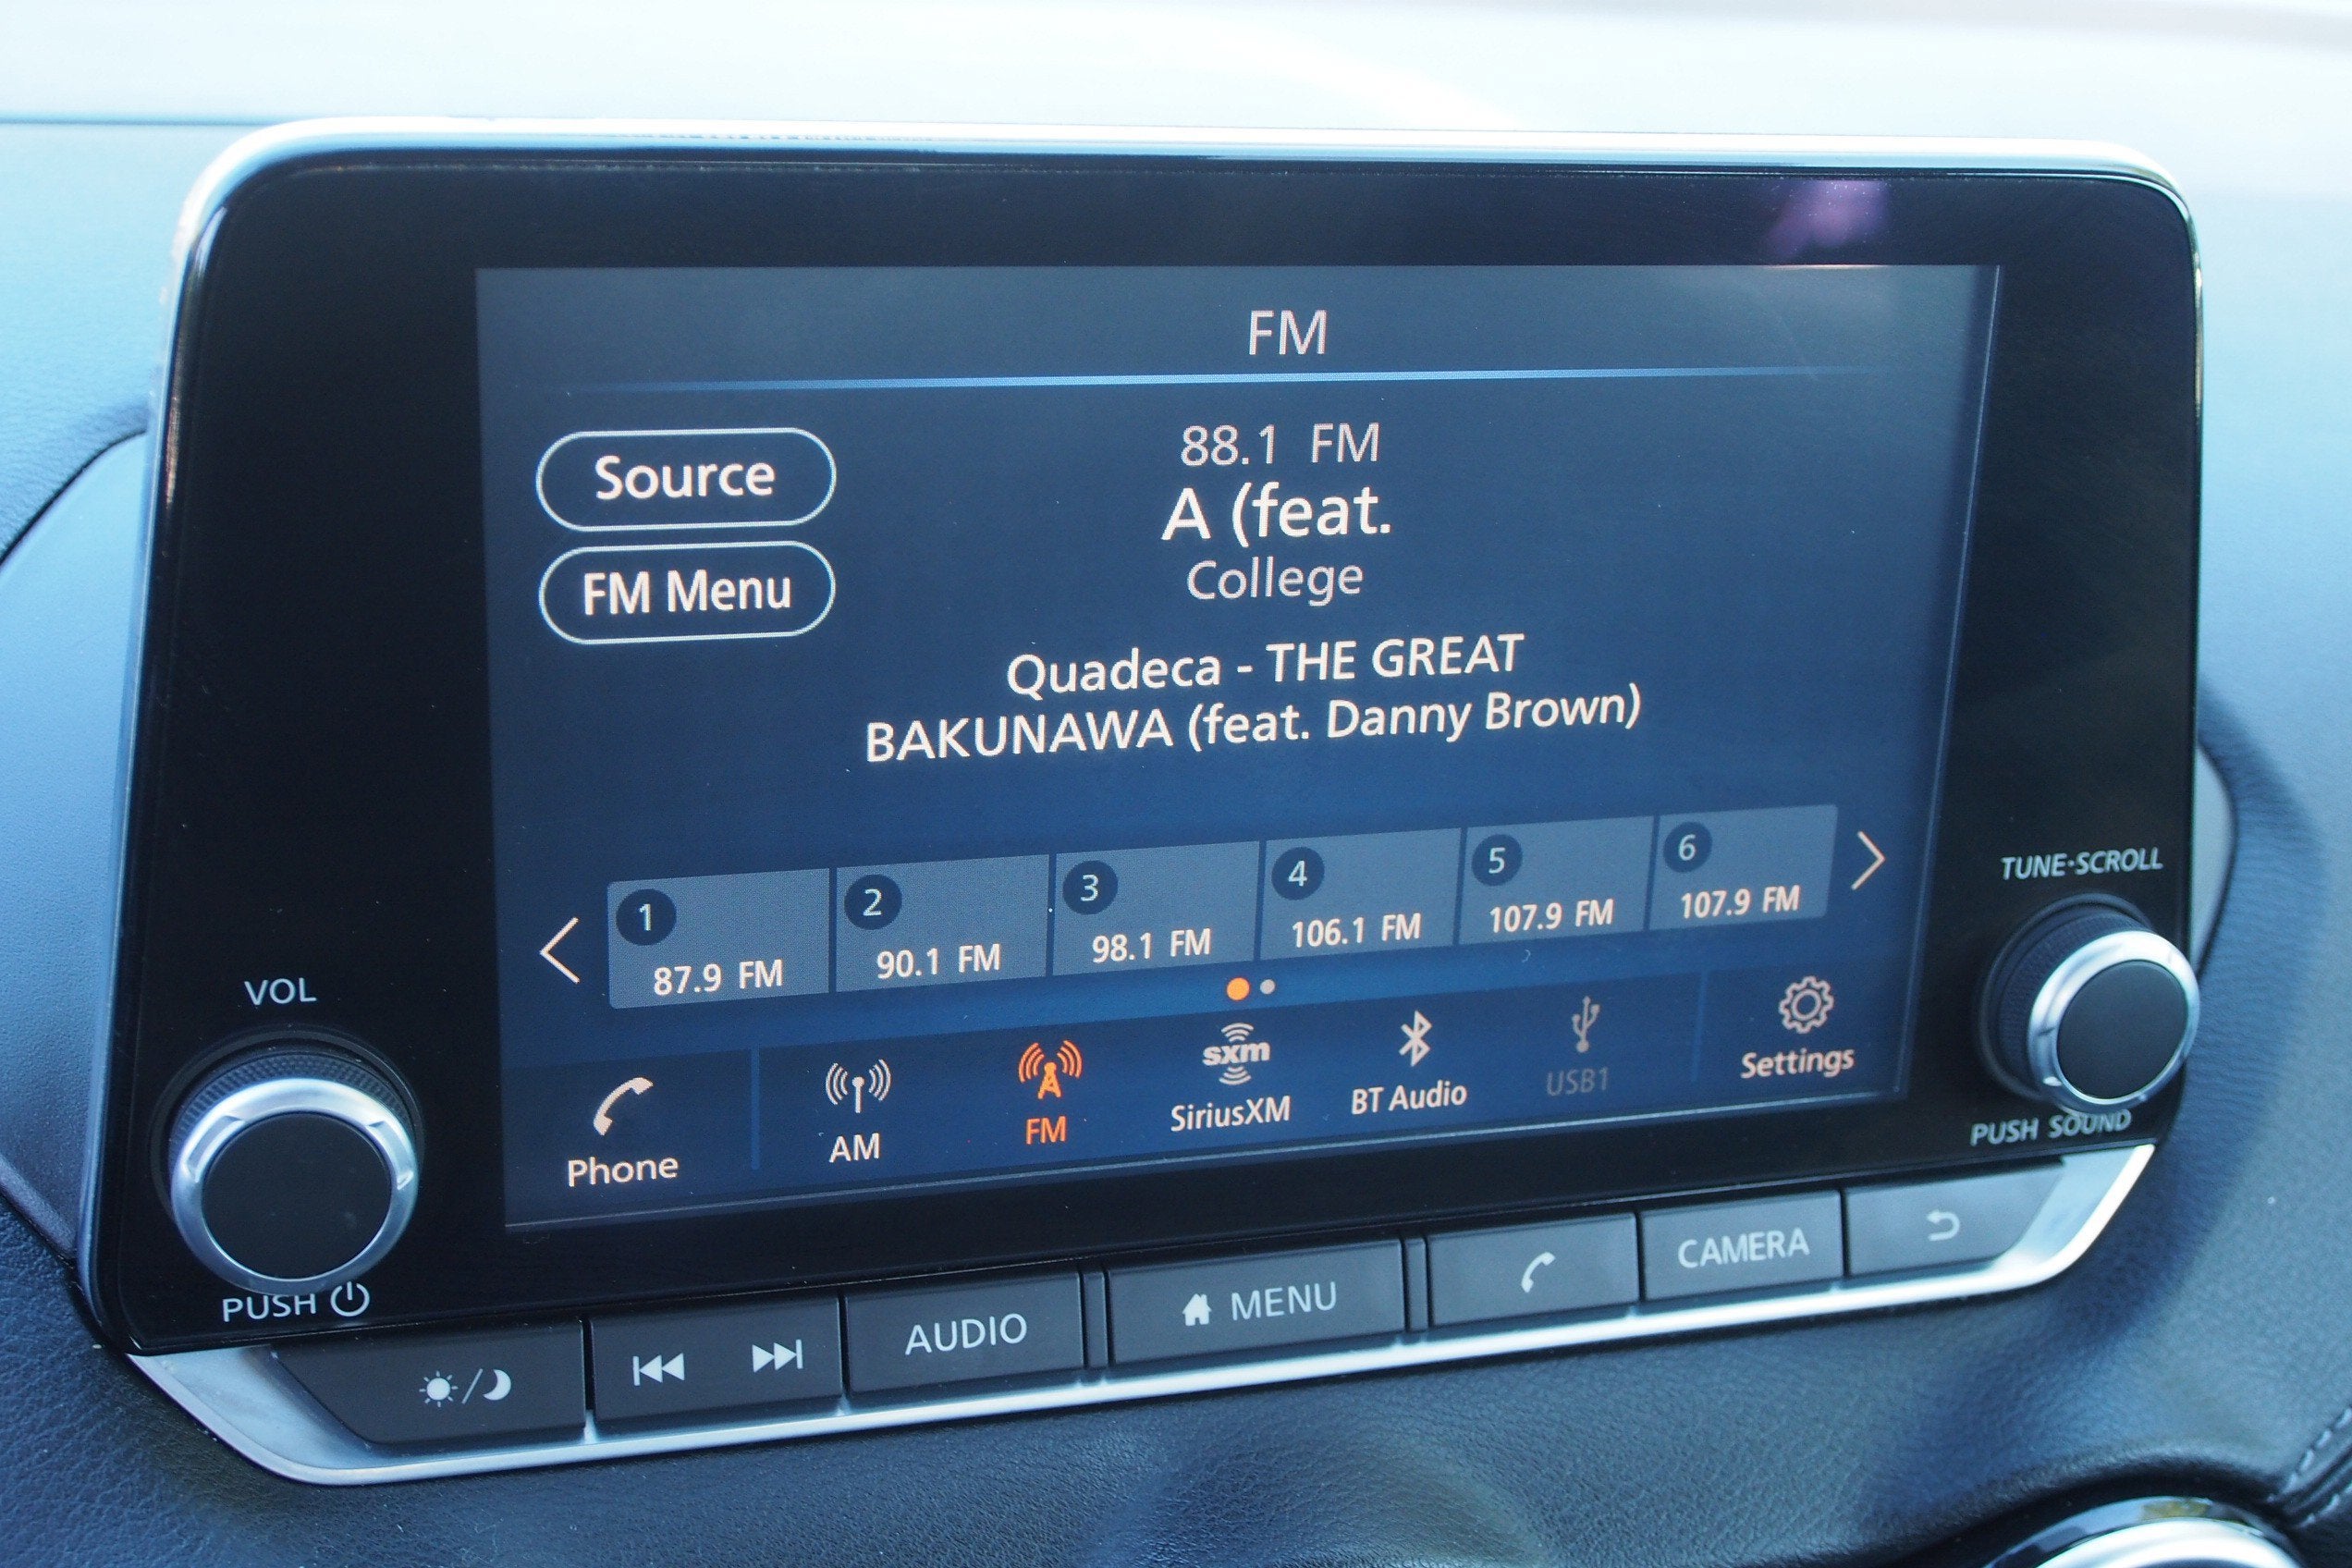 FM
Source
88.1 FM
A (feat.
College
FM Menu
Quadeca - THE GREAT
BAKUNAWA (feat. Danny Brown)
1
87.9 FM
2
90.1 FM
3
98.1 FM
4
106.1 FM
5
107.9 FM
6
107.9 FM
TUNE·SCROLL
VOL
Phone
AM
FM
sxm
SiriusXM
BT Audio
USB1
Settings
PUSH SOUND
PUSH
AUDIO
MENU
CAMERA